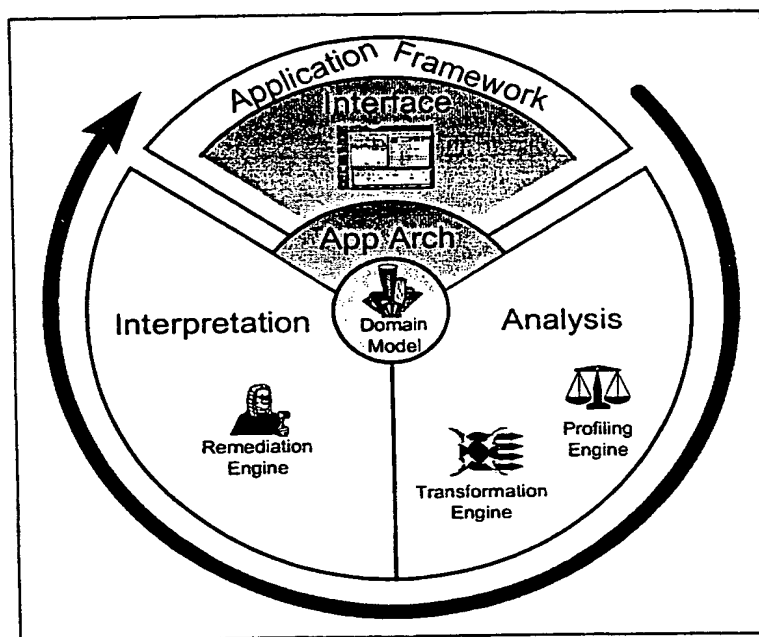 Application Framework
Interface
App Arch
Domain
Model
Interpretation
Analysis
Remediation
Engine
Profiling
Engine
Transformation
Engine